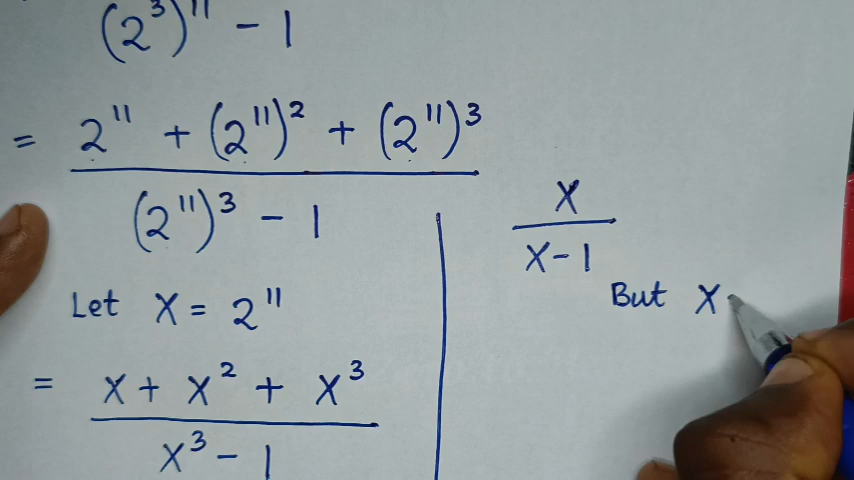 (2³)¹¹ - 1
= 2¹¹ + (2¹¹)² + (2¹¹)³
(2¹¹)³ - 1
Let x = 2¹¹
= x + x² + x³
x³ - 1
x
x - 1
But x